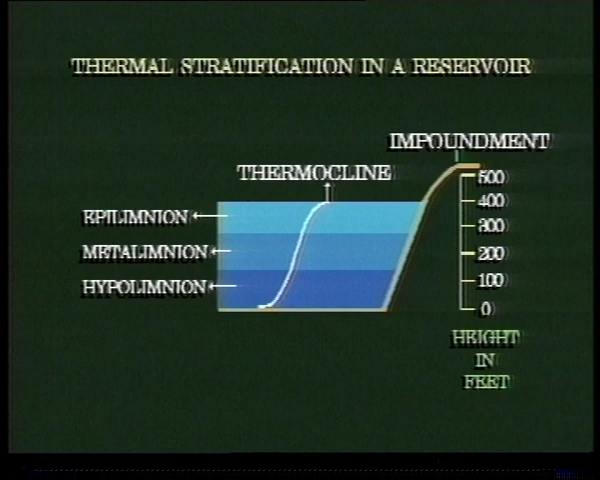 THERMAL STRATIFICATION IN A RESERVOIR
IMPOUNDMENT
THERMOCLINE
EPILIMNION
METALIMNION
HYPOLIMNION
500
400
300
200
100
0
HEIGHT
IN
FEET